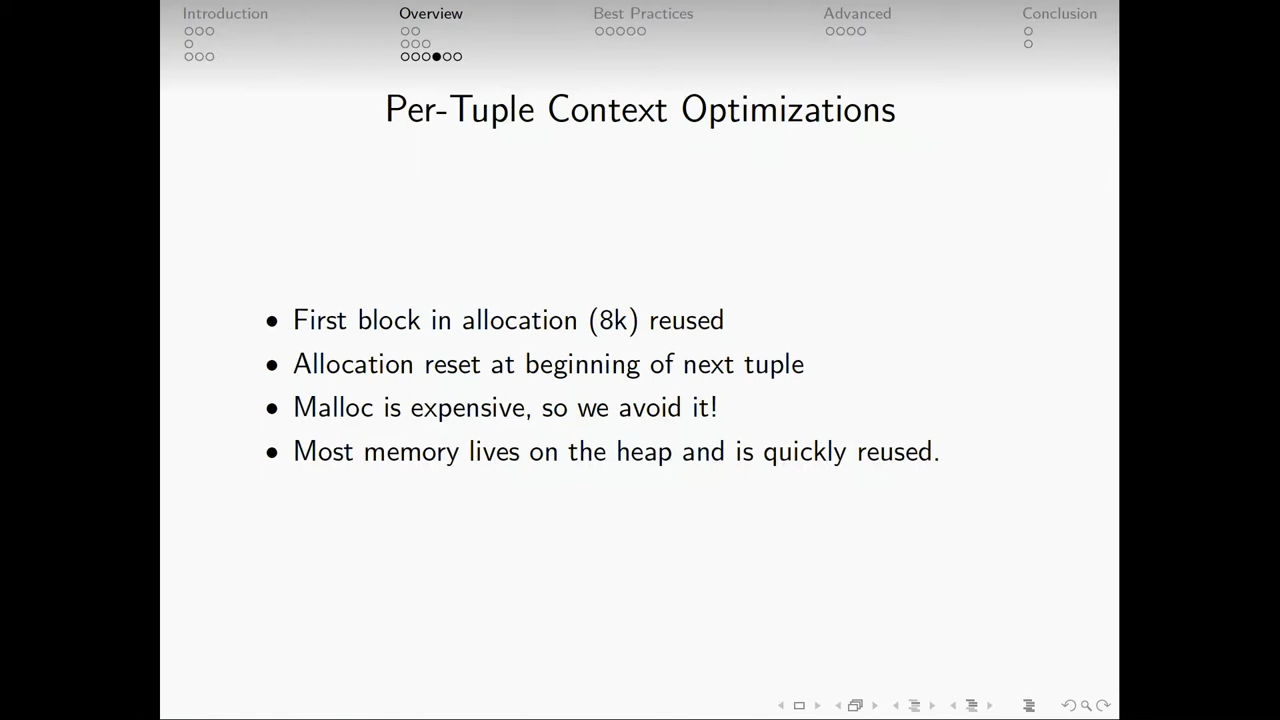 Introduction
Overview
Best Practices
Advanced
Conclusion
Per-Tuple Context Optimizations
• First block in allocation (8k) reused
• Allocation reset at beginning of next tuple
• Malloc is expensive, so we avoid it!
• Most memory lives on the heap and is quickly reused.